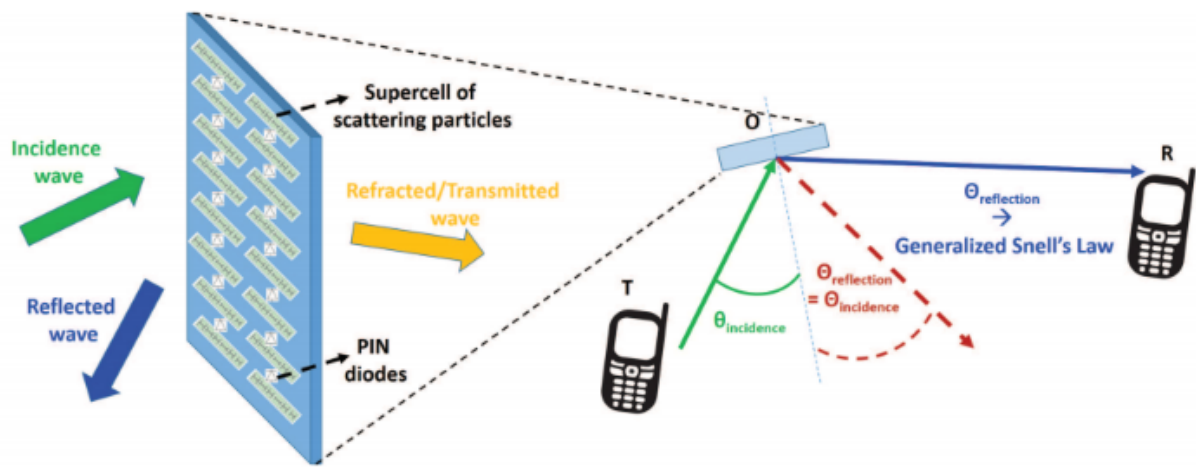 Supercell of
scattering particles
Incidence
wave
Refracted/Transmitted
wave
Reflected
wave
PIN
diodes
O
R
T
Θreflection
→
Generalized Snell's Law
Θreflection
= Θincidence
θincidence